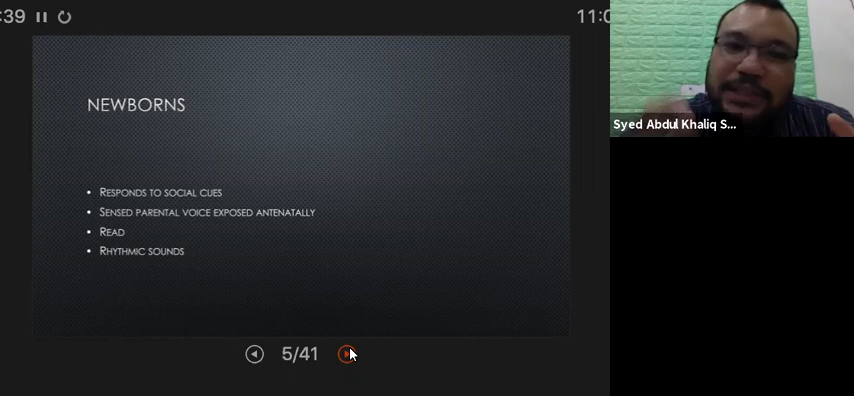 :39
11:0
NEWBORNS
• RESPONDS TO SOCIAL CUES
• SENSED PARENTAL VOICE EXPOSED ANTENATALLY
• READ
• RHYTHMIC SOUNDS
5/41
Syed Abdul Khaliq S...